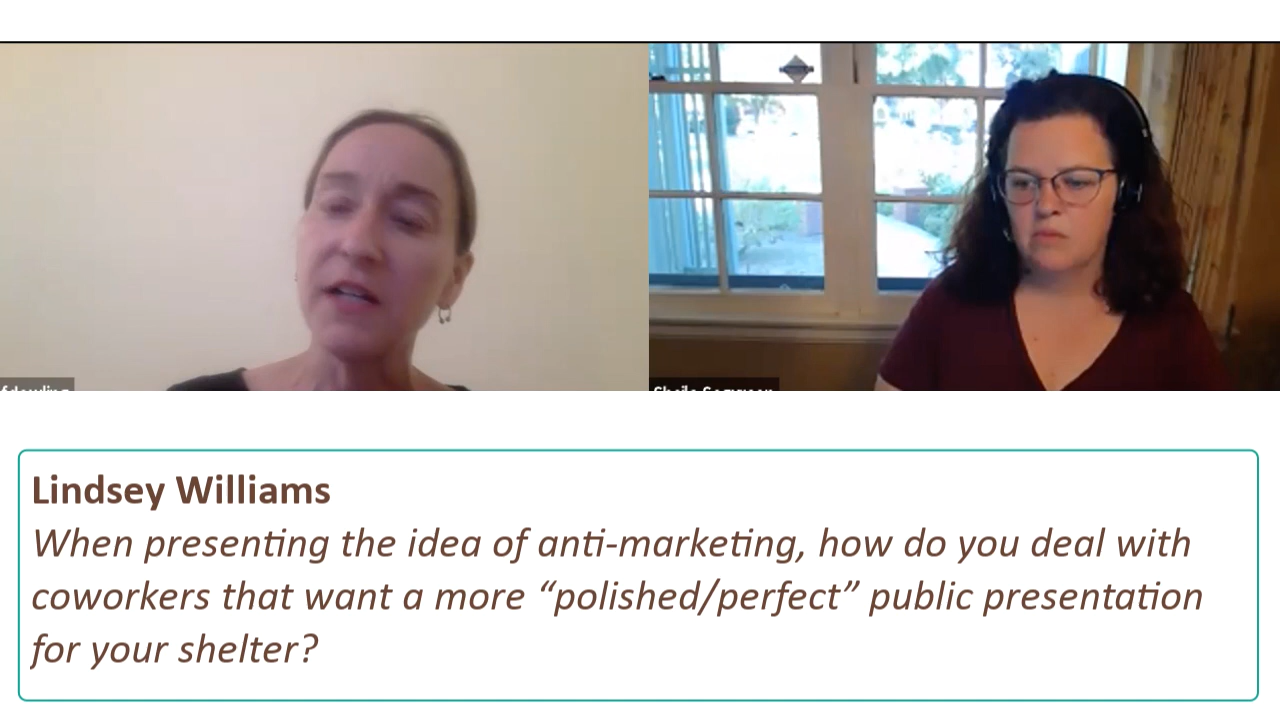 Lindsey Williams
When presenting the idea of anti-marketing, how do you deal with
coworkers that want a more “polished/perfect” public presentation
for your shelter?